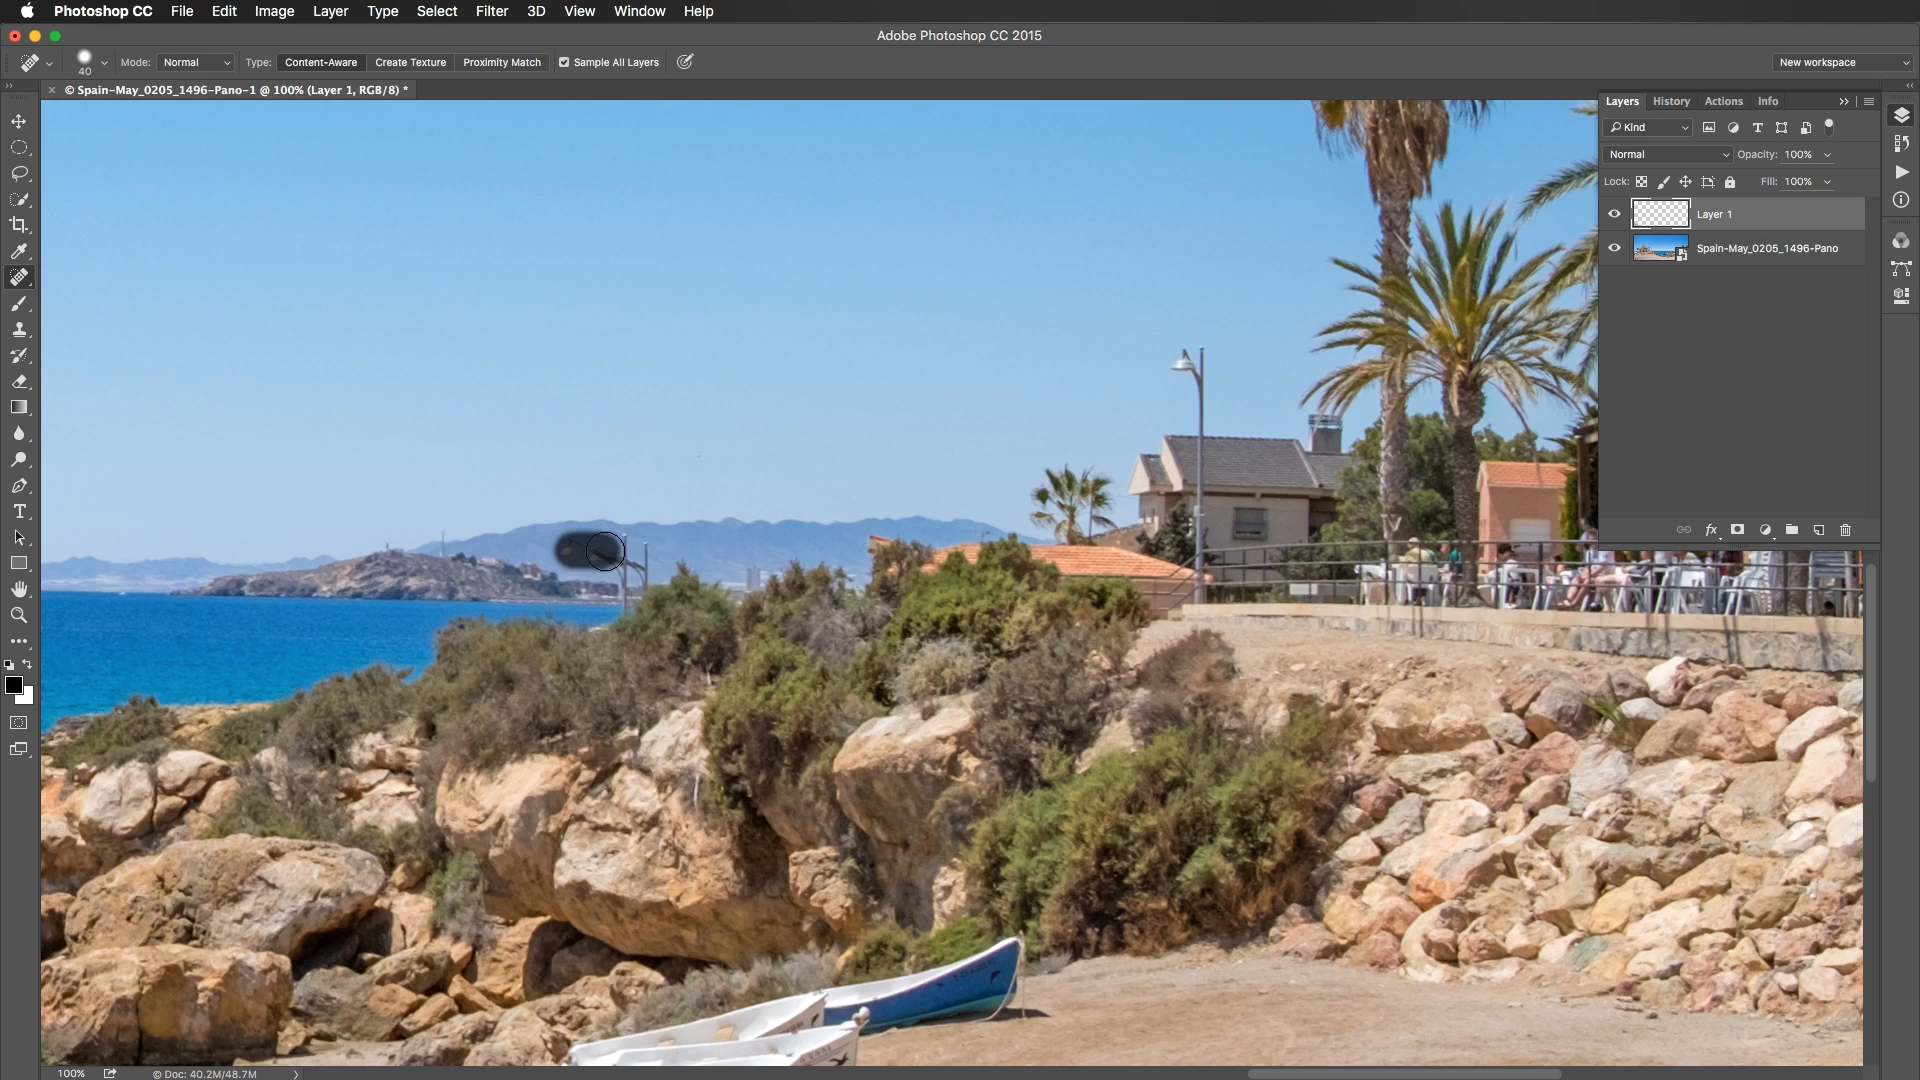 Photoshop CC File Edit Image Layer Type Select Filter 3D View Window Help
Adobe Photoshop CC 2015
40 Mode: Normal Type: Content-Aware Create Texture Proximity Match Sample All Layers New workspace
© Spain-May_0205_1496-Pano-1 @ 100% (Layer 1, RGB/8) *
Layers History Actions Info
Kind
Normal Opacity: 100%
Lock: Fill: 100%
Layer 1
Spain-May_0205_1496-Pano
fx
100% © Doc: 40.2M/48.7M